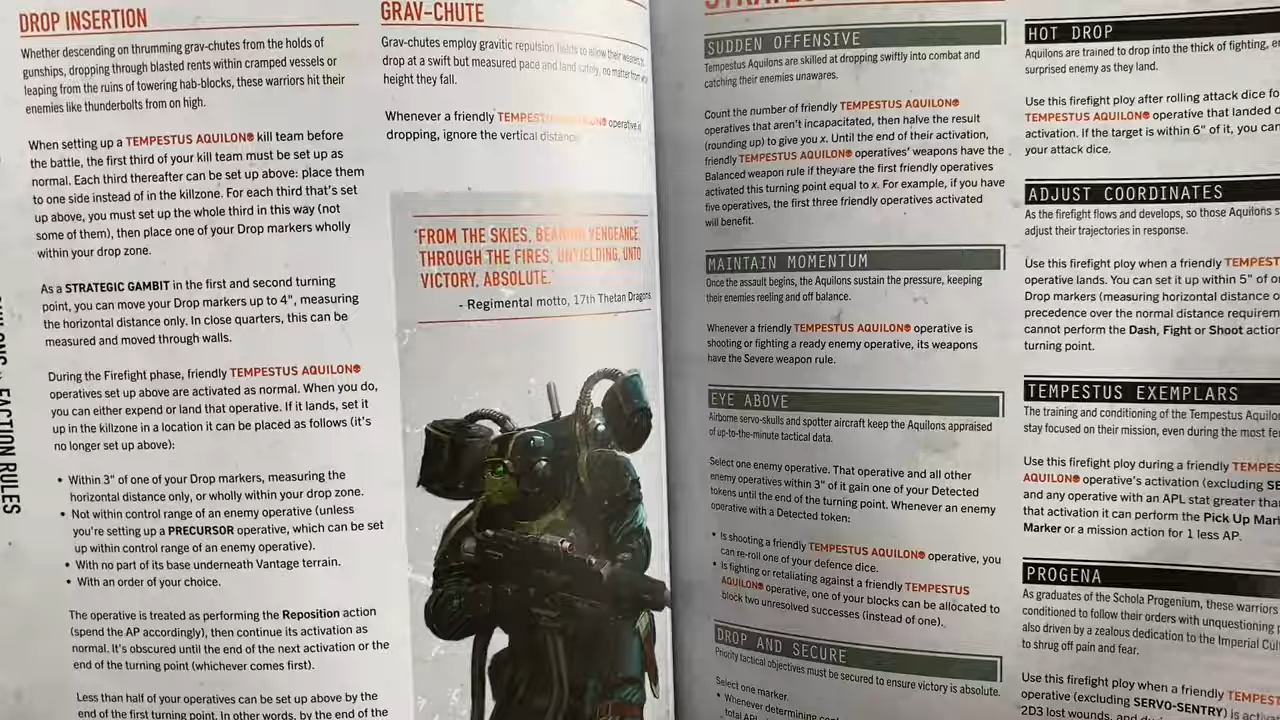 DROP INSERTION
Whether descending on thrumming grav-chutes from the holds of
gunships, dropping through blasted rents within cramped vessels or
leaping from the ruins of towering hab-blocks, these warriors hit their
enemies like thunderbolts from on high.
When setting up a TEMPESTUS AQUILON kill team before
the battle, the first third of your kill team must be set up as
normal. Each third thereafter can be set up above: place them
to one side instead of in the killzone. For each third that's set
up above, you must set up the whole third in this way (not
some of them), then place one of your Drop markers wholly
within your drop zone.
As a STRATEGIC GAMBIT in the first and second turning
point, you can move your Drop markers up to 4", measuring
the horizontal distance only. In close quarters, this can be
measured and moved through walls.
During the Firefight phase, friendly TEMPESTUS AQUILON
operatives set up above are activated as normal. When you do,
you can either expend or land that operative. If it lands, set it
up in the killzone in a location it can be placed as follows (it's
no longer set up above):
• Within 3" of one of your Drop markers, measuring the
horizontal distance only, or wholly within your drop zone.
• Not within control range of an enemy operative (unless
you're setting up a PRECURSOR operative, which can be set
up within control range of an enemy operative).
• With no part of its base underneath Vantage terrain.
• With an order of your choice.
The operative is treated as performing the Reposition action
(spend the AP accordingly), then continue its activation as
normal. It's obscured until the end of the next activation or the
end of the turning point (whichever comes first).
Less than half of your operatives can be set up above by the
end of the first turning point. In other words, by the end of the
FACTION RULES
GRAV-CHUTE
Grav-chutes employ gravitic repulsion fields to allow their wearers to
drop at a swift but measured pace and land safely, no matter from
height they fall.
Whenever a friendly TEMPESTUS AQUILON operative is
dropping, ignore the vertical distance
'FROM THE SKIES, BEARING VENGEANCE.
THROUGH THE FIRES, UNYIELDING, UNTO
VICTORY, ABSOLUTE.'
- Regimental motto, 17th Thetan Dragons
SUDDEN OFFENSIVE
Tempestus Aquilons are skilled at dropping swiftly into combat and
catching their enemies unawares.
Count the number of friendly TEMPESTUS AQUILON
operatives that aren't incapacitated, then halve the result
(rounding up) to give you x. Until the end of their activation,
friendly TEMPESTUS AQUILON operatives' weapons have the
Balanced weapon rule if they are the first friendly operatives
activated this turning point equal to x. For example, if you have
five operatives, the first three friendly operatives activated
will benefit.
MAINTAIN MOMENTUM
Once the assault begins, the Aquilons sustain the pressure, keeping
their enemies reeling and off balance.
Whenever a friendly TEMPESTUS AQUILON operative is
shooting or fighting a ready enemy operative, its weapons
have the Severe weapon rule.
EYE ABOVE
Airborne servo-skulls and spotter aircraft keep the Aquilons appraised
of up-to-the-minute tactical data.
Select one enemy operative. That operative and all other
enemy operatives within 3" of it gain one of your Detected
tokens until the end of the turning point. Whenever an enemy
operative with a Detected token:
• Is shooting a friendly TEMPESTUS AQUILON operative, you
can re-roll one of your defence dice.
• Is fighting or retaliating against a friendly TEMPESTUS
AQUILON operative, one of your blocks can be allocated to
block two unresolved successes (instead of one).
DROP AND SECURE
Priority tactical objectives must be secured to ensure victory is absolute.
Select one marker.
• Whenever determining
total APL
HOT DROP
Aquilons are trained to drop into the thick of fighting,
surprised enemy as they land.
Use this firefight ploy after rolling attack dice
TEMPESTUS AQUILON operative that landed
activation. If the target is within 6" of it, you can
your attack dice.
ADJUST COORDINATES
As the firefight flows and develops, so those Aquilons
adjust their trajectories in response.
Use this firefight ploy when a friendly TEMPEST
operative lands. You can set it up within 5" of
Drop markers (measuring horizontal distance
precedence over the normal distance
cannot perform the Dash, Fight or Shoot
turning point.
TEMPESTUS EXEMPLARS
The training and conditioning of the Tempestus
stay focused on their mission, even during the most
Use this firefight ploy during a friendly TEMPES
AQUILON operative's activation (excluding SE
and any operative with an APL stat greater
that activation it can perform the Pick Up
Marker or a mission action for 1 less AP.
PROGENA
As graduates of the Schola Progenium, these warriors
conditioned to follow their orders with unquestioning
also driven by a zealous dedication to the Imperial
to shrug off pain and fear.
Use this firefight ploy when a friendly TEMPES
operative (excluding SERVO-SENTRY) is
2D3 lost wounds, and